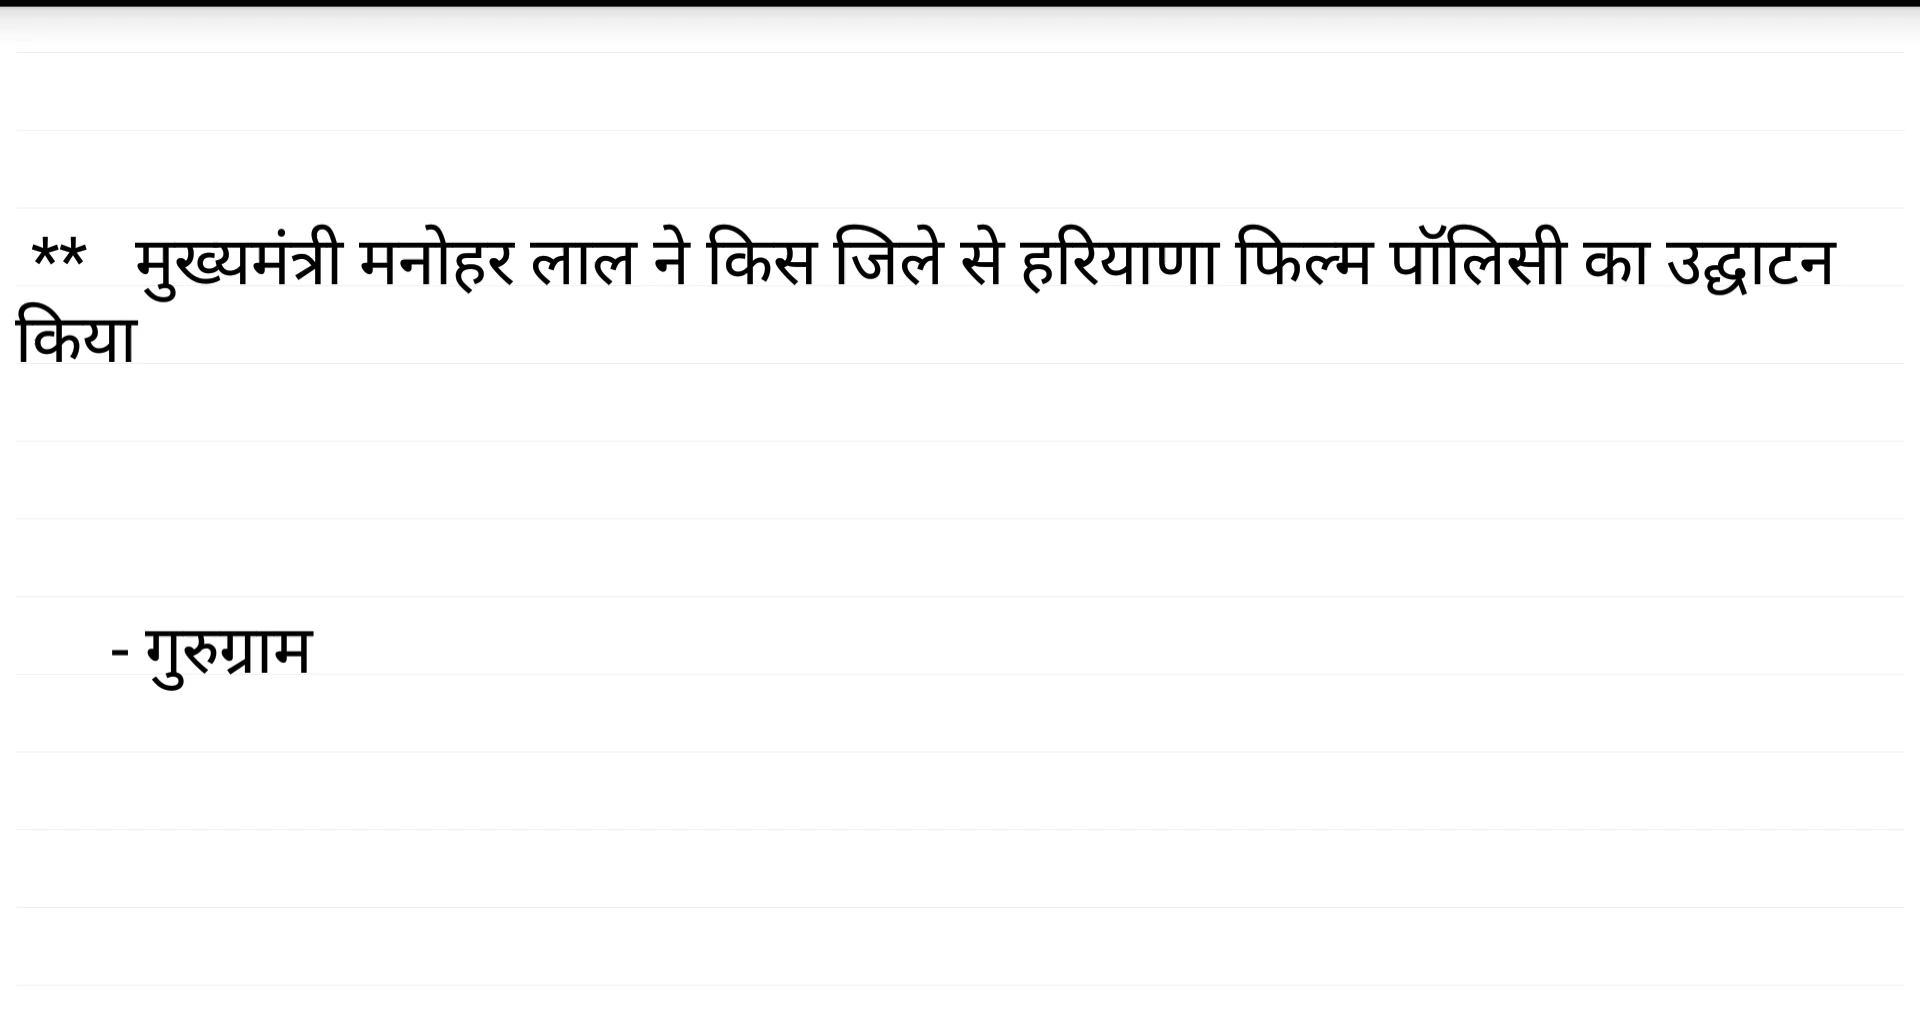 ** मुख्यमंत्री मनोहर लाल ने किस जिले से हरियाणा फिल्म पॉलिसी का उद्घाटन
किया
- गुरुग्राम